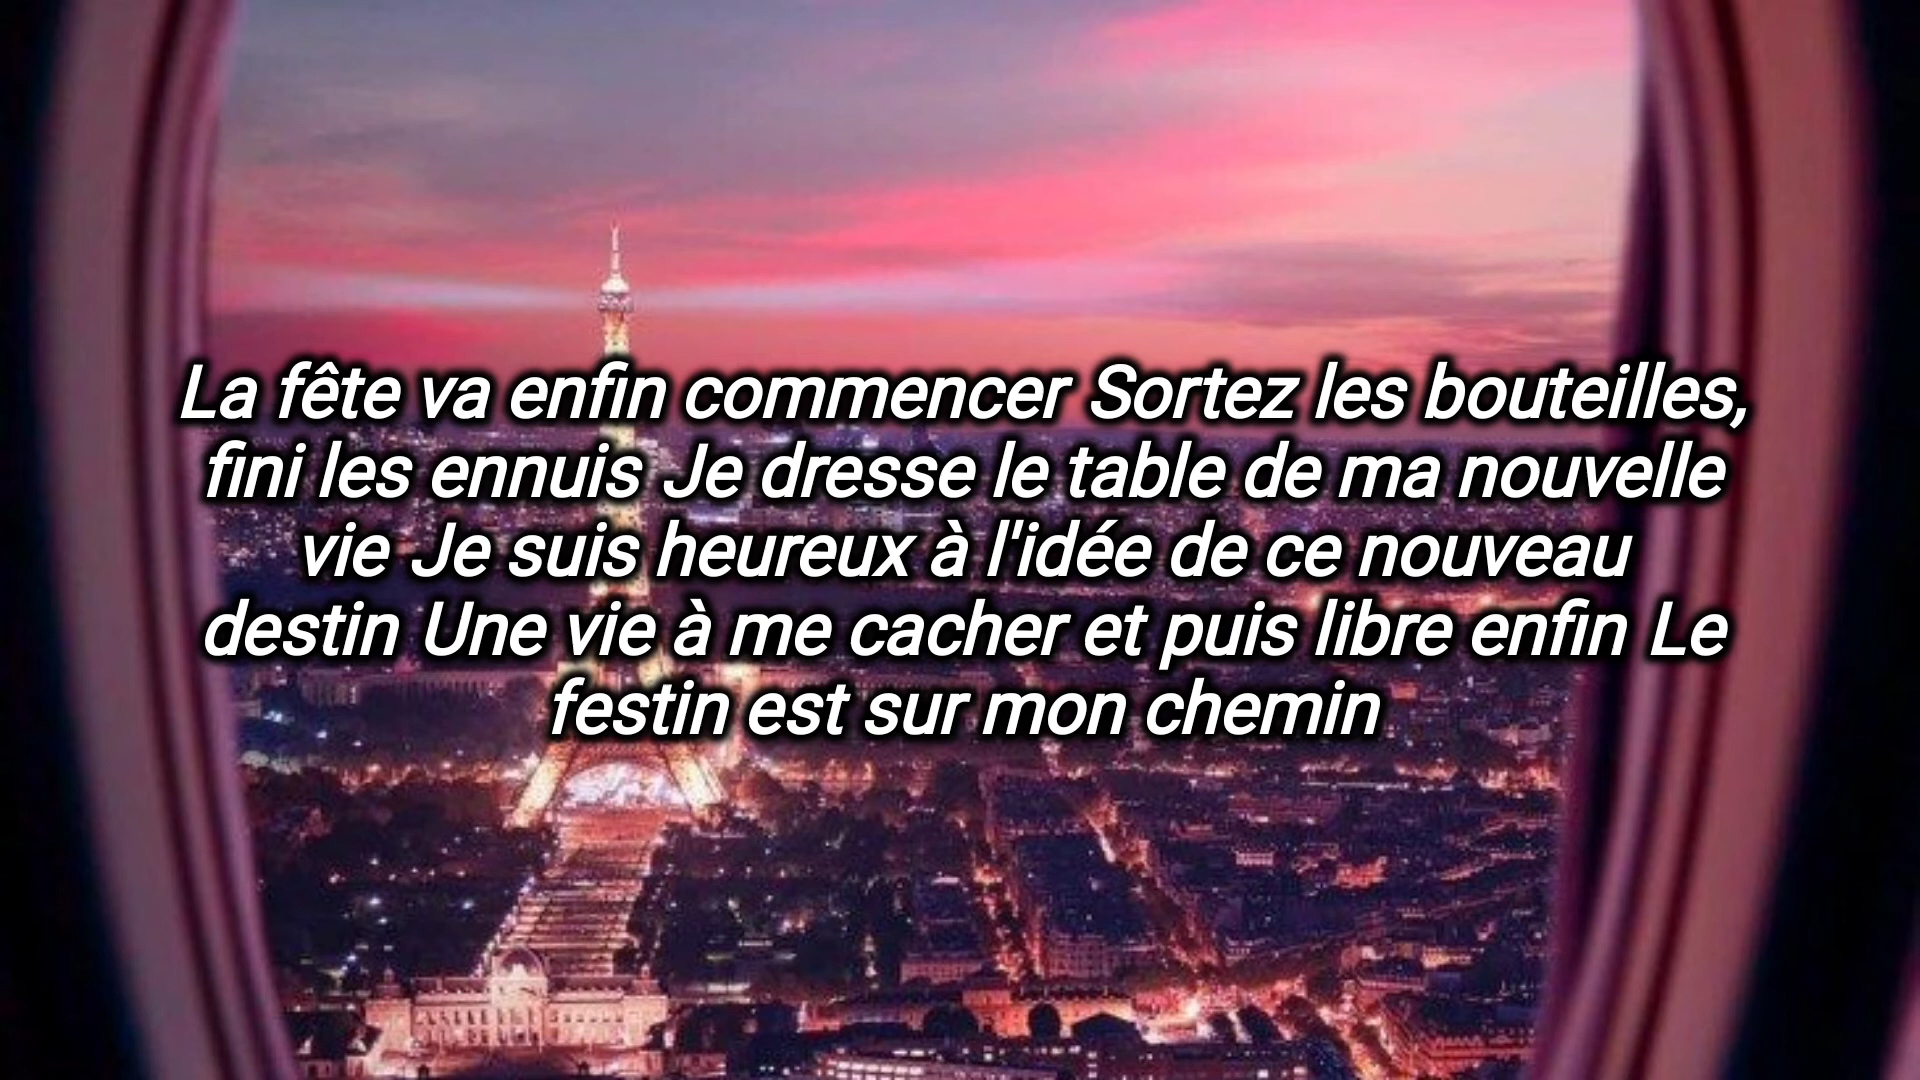 La fête va enfin commencer Sortez les bouteilles,
fini les ennuis Je dresse le table de ma nouvelle
vie Je suis heureux à l'idée de ce nouveau
destin Une vie à me cacher et puis libre enfin Le
festin est sur mon chemin